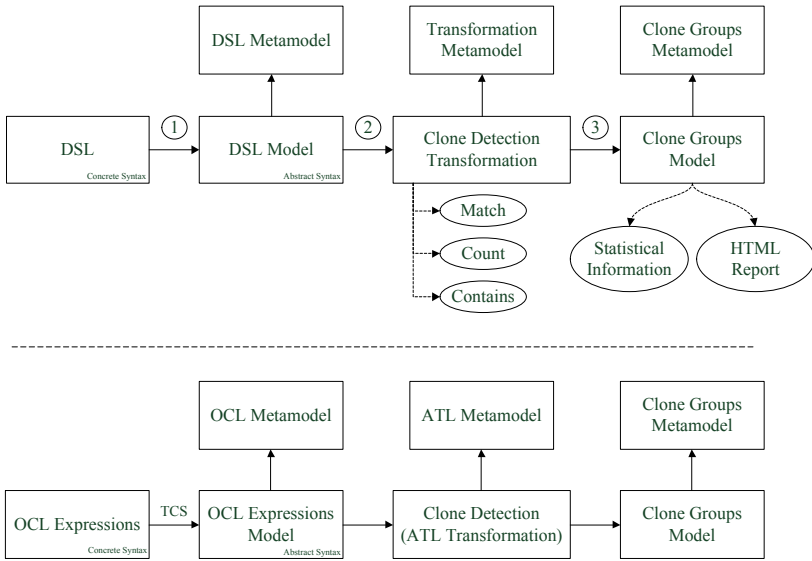 DSL Metamodel
Transformation
Metamodel
Clone Groups
Metamodel
1
2
3
DSL
Concrete Syntax
DSL Model
Abstract Syntax
Clone Detection
Transformation
Clone Groups
Model
Match
Count
Contains
Statistical
Information
HTML
Report
OCL Metamodel
ATL Metamodel
Clone Groups
Metamodel
OCL Expressions
Concrete Syntax
TCS
OCL Expressions
Model
Abstract Syntax
Clone Detection
(ATL Transformation)
Clone Groups
Model